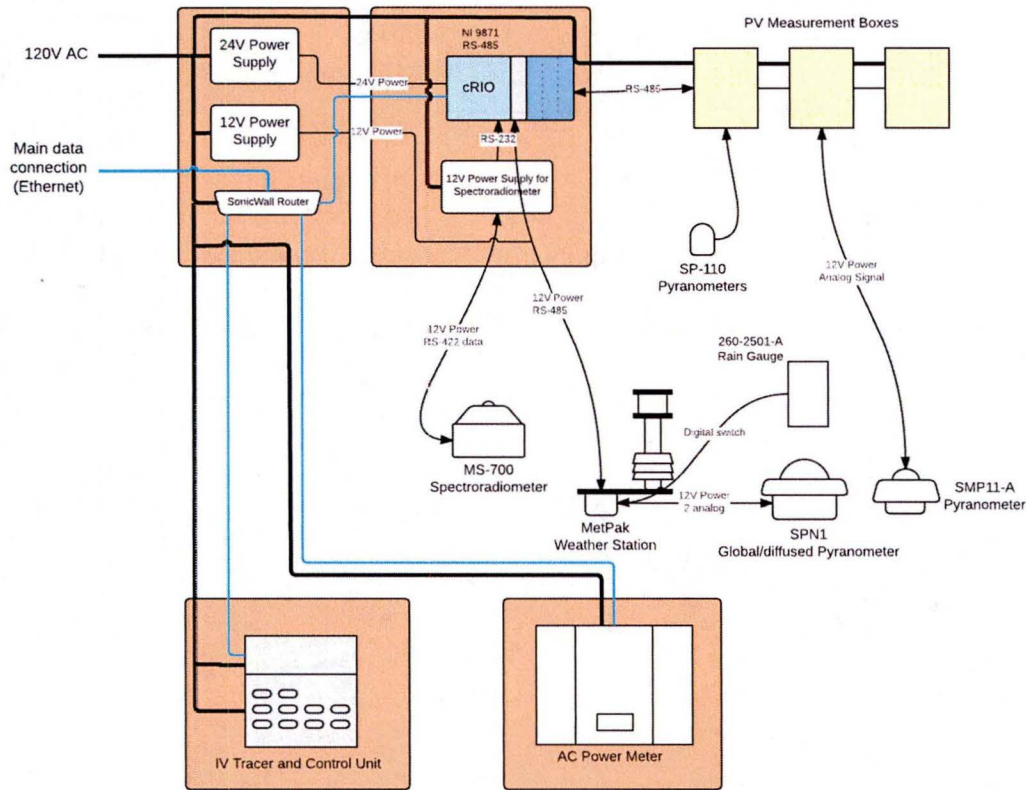 120V AC
Main data
connection
(Ethernet)
24V Power
Supply
12V Power
Supply
SonicWall Router
24V Power
12V Power
NI 9871
RS-485
cRIO
RS-232
12V Power Supply for
Spectroradiometer
RS-485
PV Measurement Boxes
SP-110
Pyranometers
12V Power
Analog Signal
12V Power
RS-485
12V Power
RS-422 data
260-2501-A
Rain Gauge
Digital switch
MS-700
Spectroradiometer
MetPak
Weather Station
12V Power
2 analog
SPN1
Global/diffused Pyranometer
SMP11-A
Pyranometer
IV Tracer and Control Unit
AC Power Meter